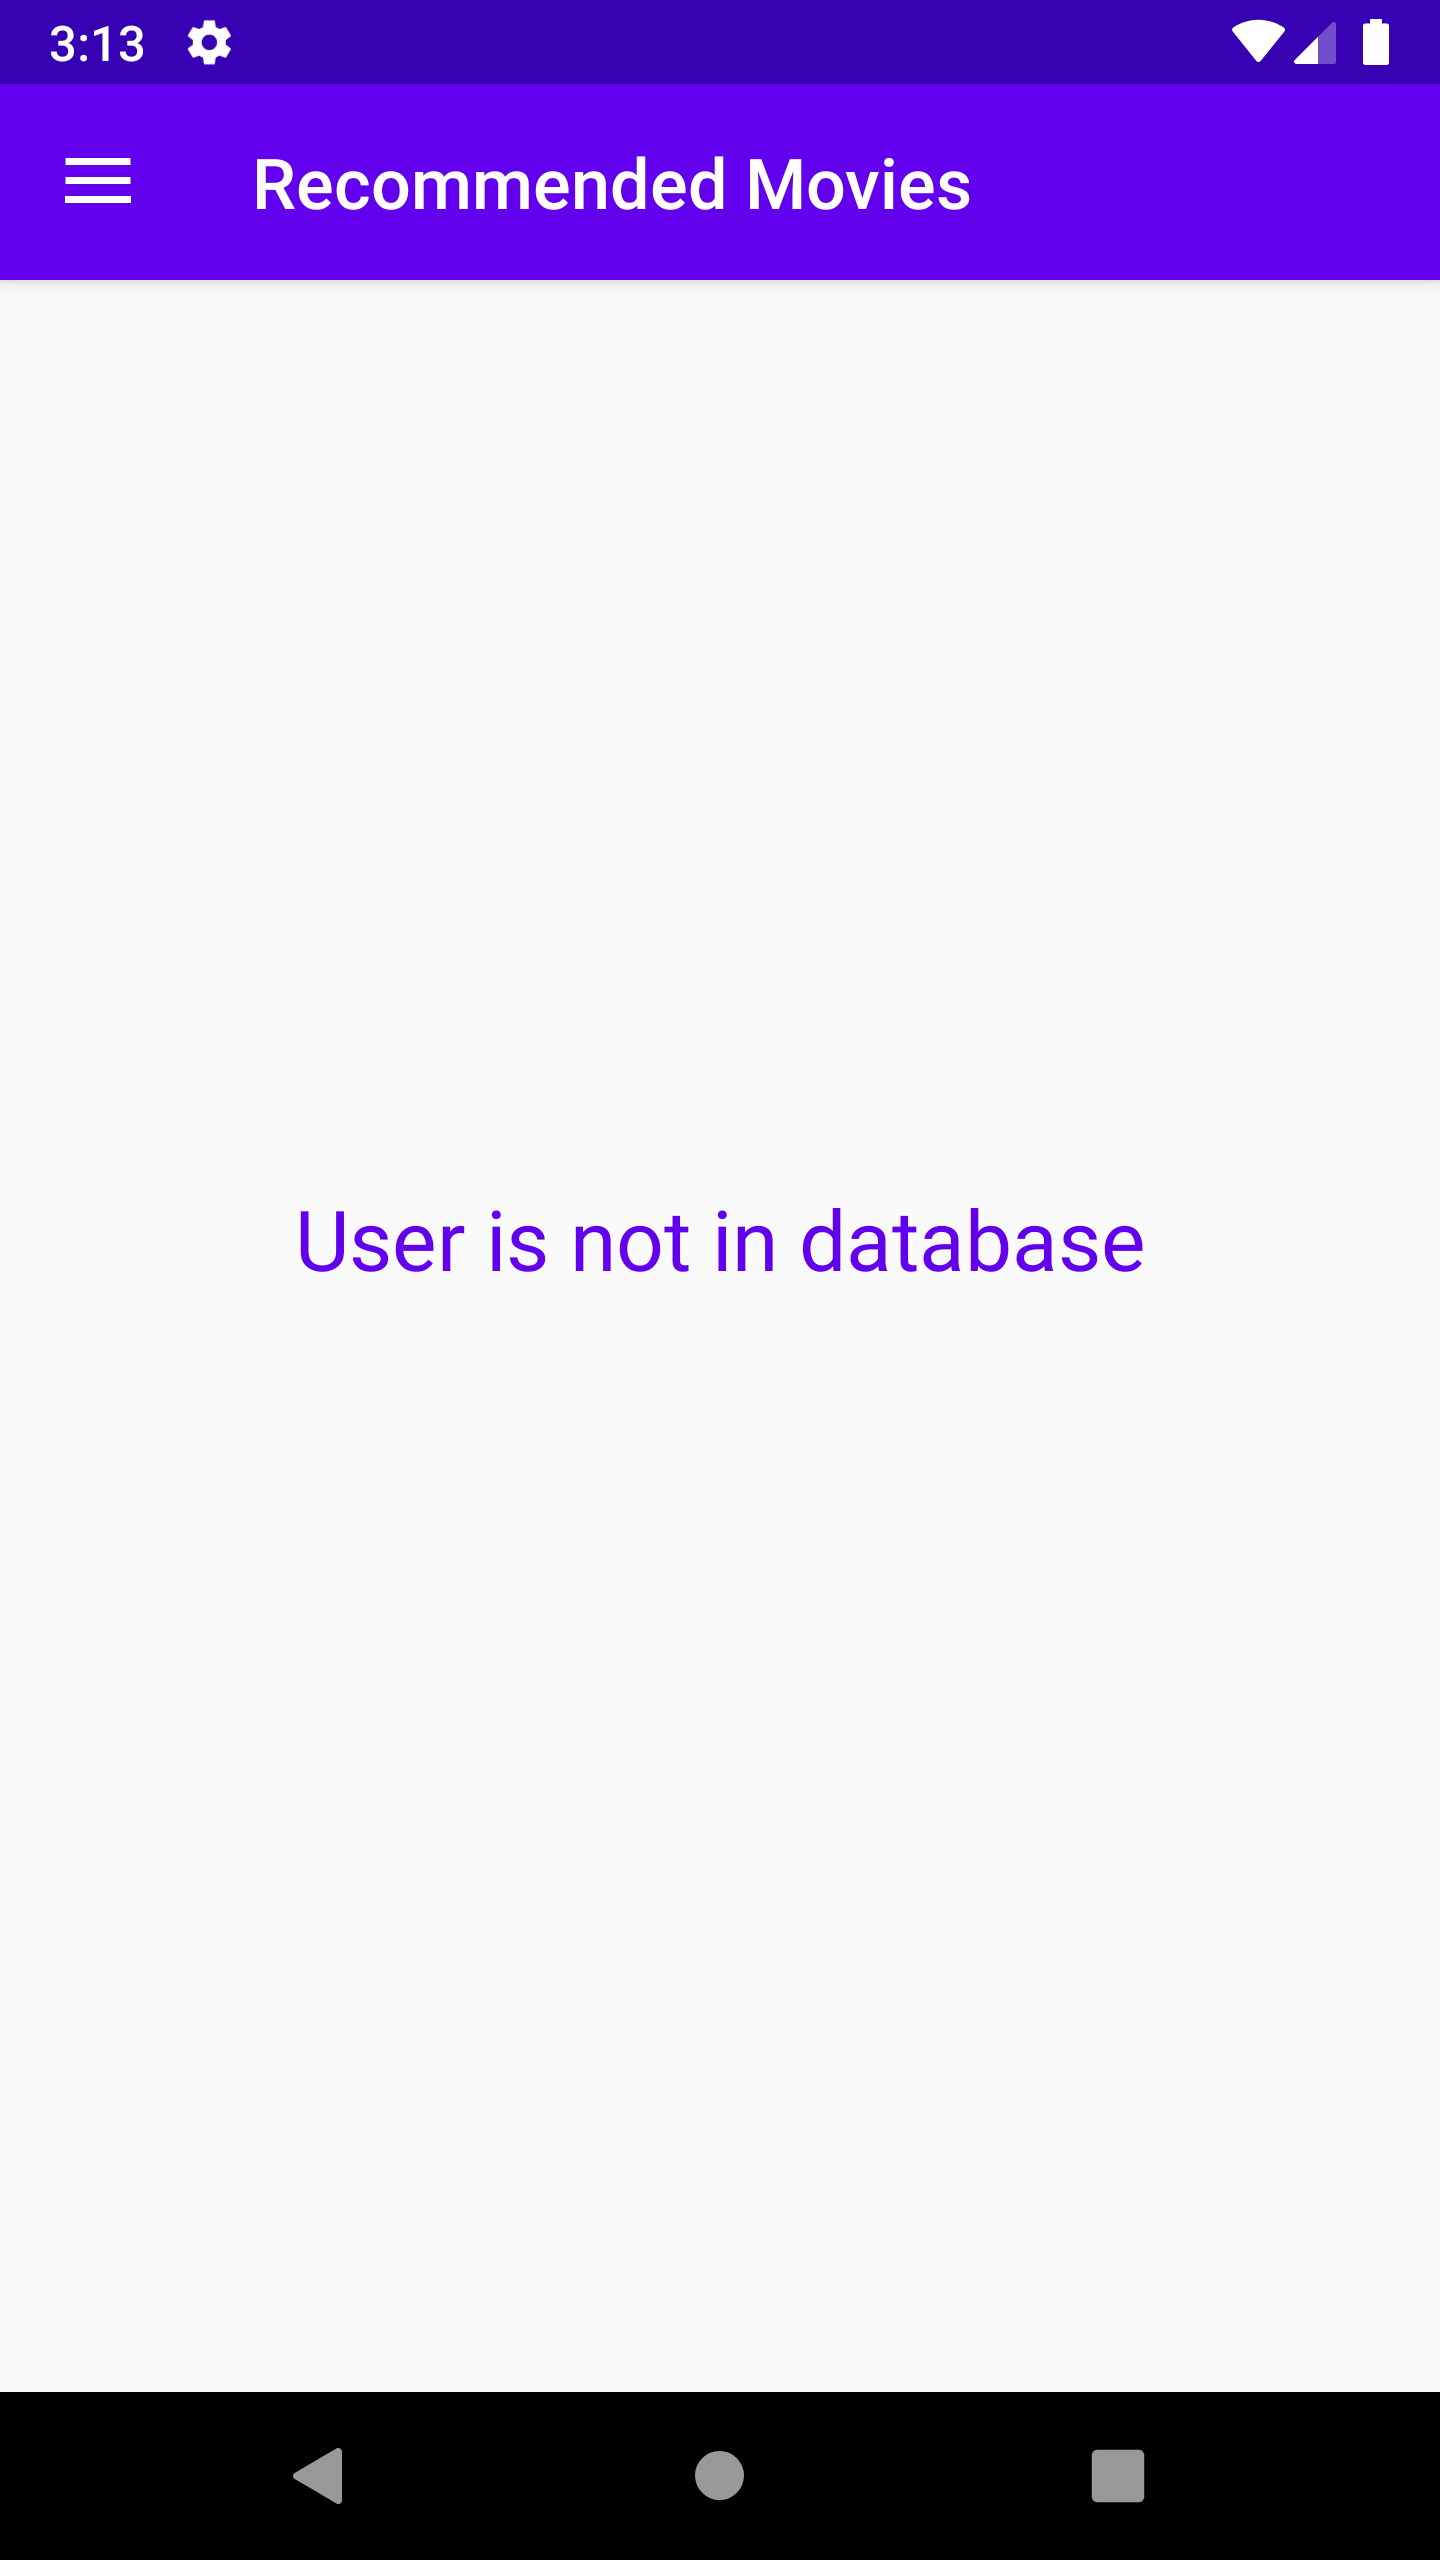 3:13
Recommended Movies
User is not in database